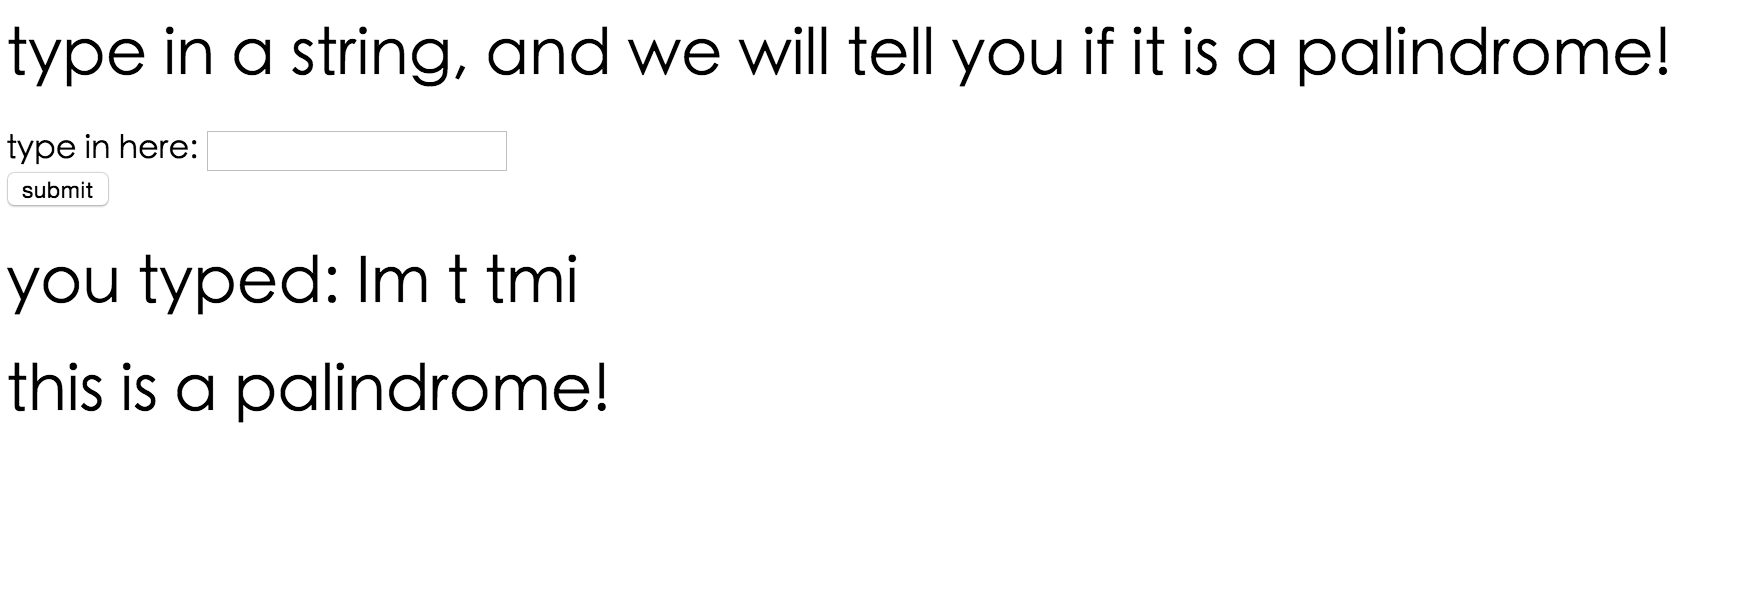 type in a string, and we will tell you if it is a palindrome!
type in here:
submit
you typed: Im t tmi
this is a palindrome!